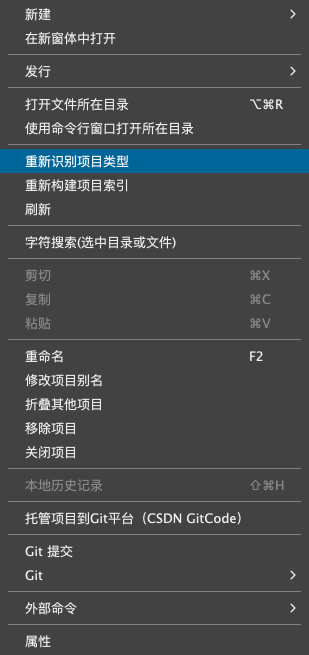 新建
在新窗体中打开
发行
打开文件所在目录 ⌥⌘R
使用命令行窗口打开所在目录
重新识别项目类型
重新构建项目索引
刷新
字符搜索(选中目录或文件)
剪切 ⌘X
复制 ⌘C
粘贴 ⌘V
重命名 F2
修改项目别名
折叠其他项目
移除项目
关闭项目
本地历史记录 ⇧⌘H
托管项目到Git平台（CSDN GitCode）
Git 提交
Git
外部命令
属性